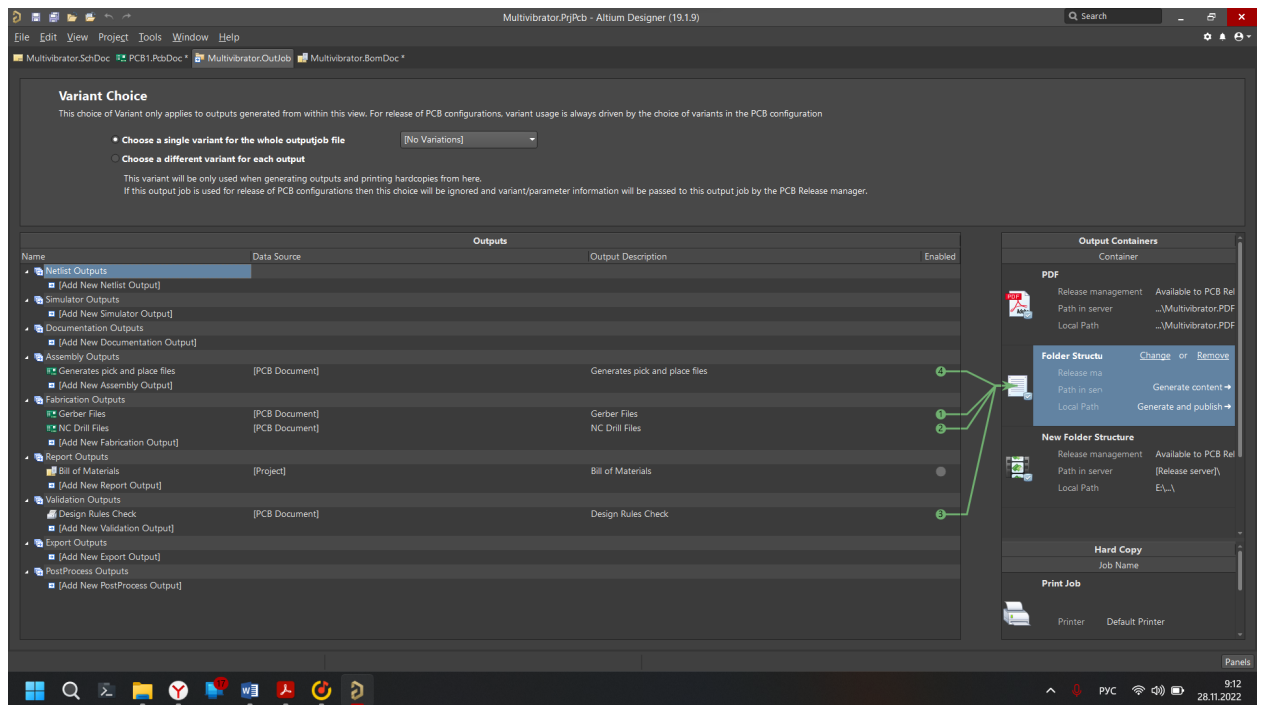 Multivibrator.PrjPcb - Altium Designer (19.1.9)
Search
File Edit View Project Tools Window Help
Multivibrator.SchDoc PCB1.PcbDoc * Multivibrator.OutJob Multivibrator.BomDoc *
Variant Choice
This choice of Variant only applies to outputs generated from within this view. For release of PCB configurations, variant usage is always driven by the choice of variants in the PCB configuration
Choose a single variant for the whole outputjob file [No Variations]
Choose a different variant for each output
This variant will be only used when generating outputs and printing hardcopies from here.
If this output job is used for release of PCB configurations then this choice will be ignored and variant/parameter information will be passed to this output job by the PCB Release manager.
Outputs
Name Data Source Output Description Enabled
Netlist Outputs
[Add New Netlist Output]
Simulator Outputs
[Add New Simulator Output]
Documentation Outputs
[Add New Documentation Output]
Assembly Outputs
Generates pick and place files [PCB Document] Generates pick and place files 4
[Add New Assembly Output]
Fabrication Outputs
Gerber Files [PCB Document] Gerber Files 1
NC Drill Files [PCB Document] NC Drill Files 2
[Add New Fabrication Output]
Report Outputs
Bill of Materials [Project] Bill of Materials
[Add New Report Output]
Validation Outputs
Design Rules Check [PCB Document] Design Rules Check 3
[Add New Validation Output]
Export Outputs
[Add New Export Output]
PostProcess Outputs
[Add New PostProcess Output]
Output Containers
Container
PDF
Release management Available to PCB Rel
Path in server ...\Multivibrator.PDF
Local Path ...\Multivibrator.PDF
Folder Structu Change or Remove
Release ma
Path in sen Generate content
Local Path Generate and publish
New Folder Structure
Release management Available to PCB Rel
Path in server [Release server]\
Local Path E:\...\
Hard Copy
Job Name
Print Job
Printer Default Printer
Panels
17
РУС
9:12
28.11.2022